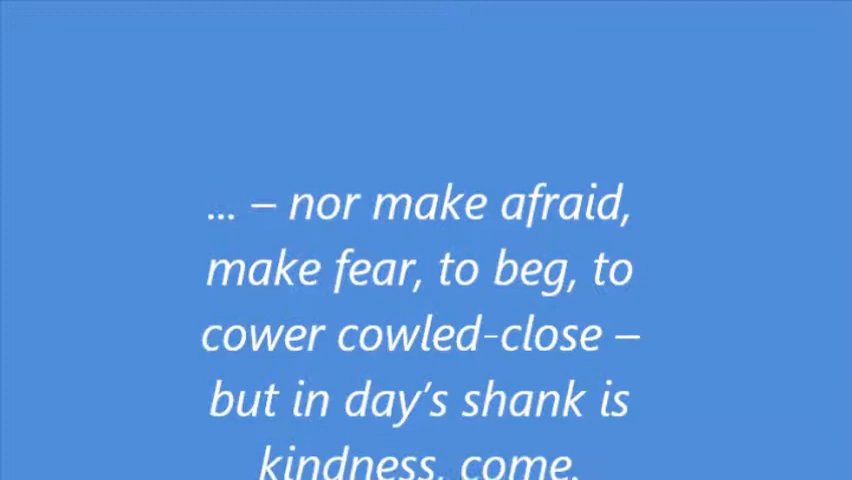 ... – nor make afraid,
make fear, to beg, to
cower cowled-close –
but in day’s shank is
kindness, come.